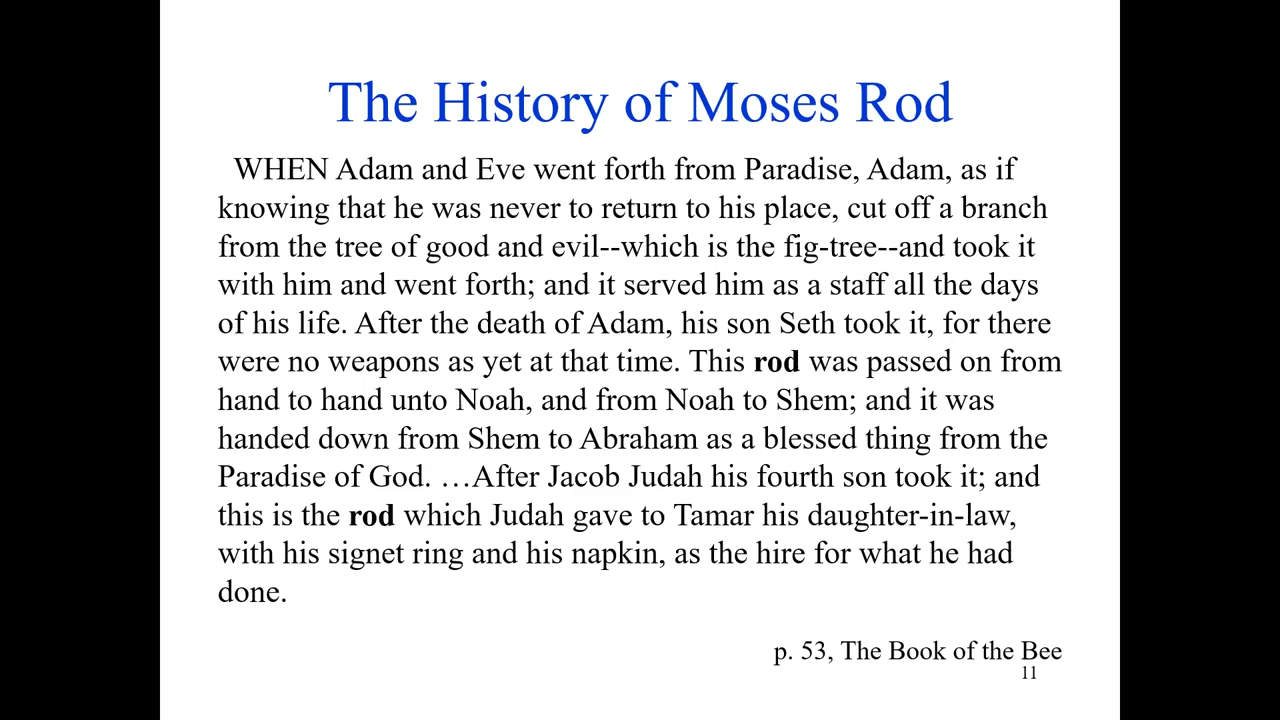 The History of Moses Rod
WHEN Adam and Eve went forth from Paradise, Adam, as if
knowing that he was never to return to his place, cut off a branch
from the tree of good and evil--which is the fig-tree--and took it
with him and went forth; and it served him as a staff all the days
of his life. After the death of Adam, his son Seth took it, for there
were no weapons as yet at that time. This rod was passed on from
hand to hand unto Noah, and from Noah to Shem; and it was
handed down from Shem to Abraham as a blessed thing from the
Paradise of God. …After Jacob Judah his fourth son took it; and
this is the rod which Judah gave to Tamar his daughter-in-law,
with his signet ring and his napkin, as the hire for what he had
done.
p. 53, The Book of the Bee
11